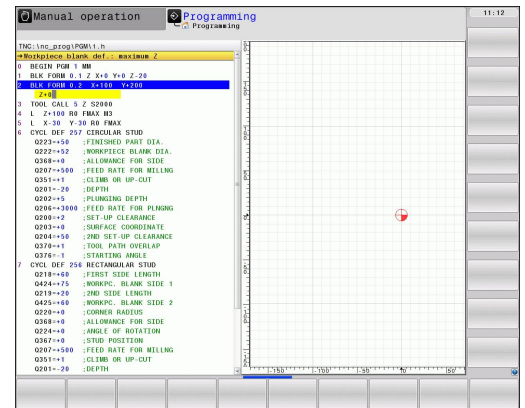 Manual operation
Programming
Programming
11:12
TNC:\nc_prog\PGM\1.h
→Workpiece blank def.: maximum Z
0 BEGIN PGM 1 MM
1 BLK FORM 0.1 Z X+0 Y+0 Z-20
2 BLK FORM 0.2 X+100 Y+200
Z+0
3 TOOL CALL 5 Z S2000
4 L Z+100 R0 FMAX M3
5 L X-30 Y-30 R0 FMAX
6 CYCL DEF 257 CIRCULAR STUD
Q223=+50 ;FINISHED PART DIA.
Q222=+52 ;WORKPIECE BLANK DIA.
Q368=+0 ;ALLOWANCE FOR SIDE
Q207=+500 ;FEED RATE FOR MILLNG
Q351=+1 ;CLIMB OR UP-CUT
Q201=-20 ;DEPTH
Q202=+5 ;PLUNGING DEPTH
Q206=+3000 ;FEED RATE FOR PLNGNG
Q200=+2 ;SET-UP CLEARANCE
Q203=+0 ;SURFACE COORDINATE
Q204=+50 ;2ND SET-UP CLEARANCE
Q370=+1 ;TOOL PATH OVERLAP
Q376=-1 ;STARTING ANGLE
7 CYCL DEF 256 RECTANGULAR STUD
Q218=+60 ;FIRST SIDE LENGTH
Q424=+75 ;WORKPC. BLANK SIDE 1
Q219=+20 ;2ND SIDE LENGTH
Q425=+60 ;WORKPC. BLANK SIDE 2
Q220=+0 ;CORNER RADIUS
Q368=+0 ;ALLOWANCE FOR SIDE
Q224=+0 ;ANGLE OF ROTATION
Q367=+0 ;STUD POSITION
Q207=+500 ;FEED RATE FOR MILLNG
Q351=+1 ;CLIMB OR UP-CUT
Q201=-20 ;DEPTH
-150 -100 -50 0 50